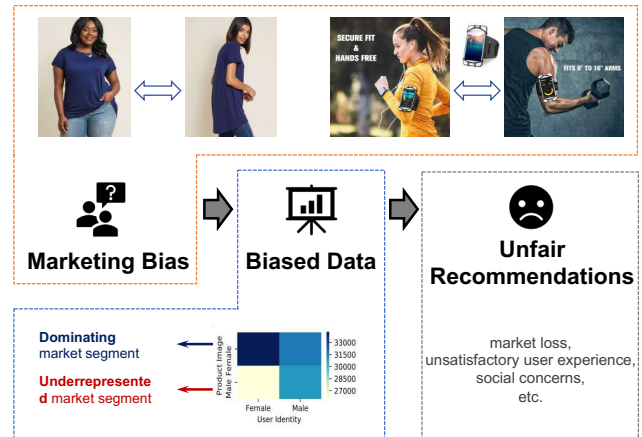 SECURE FIT
&
HANDS FREE
FITS 8" TO 16" ARMS
?
Marketing Bias
Biased Data
Unfair
Recommendations
Dominating
market segment
Underrepresente
d market segment
Product Image
Male Female
33000
31500
30000
28500
27000
Female Male
User Identity
market loss,
unsatisfactory user experience,
social concerns,
etc.